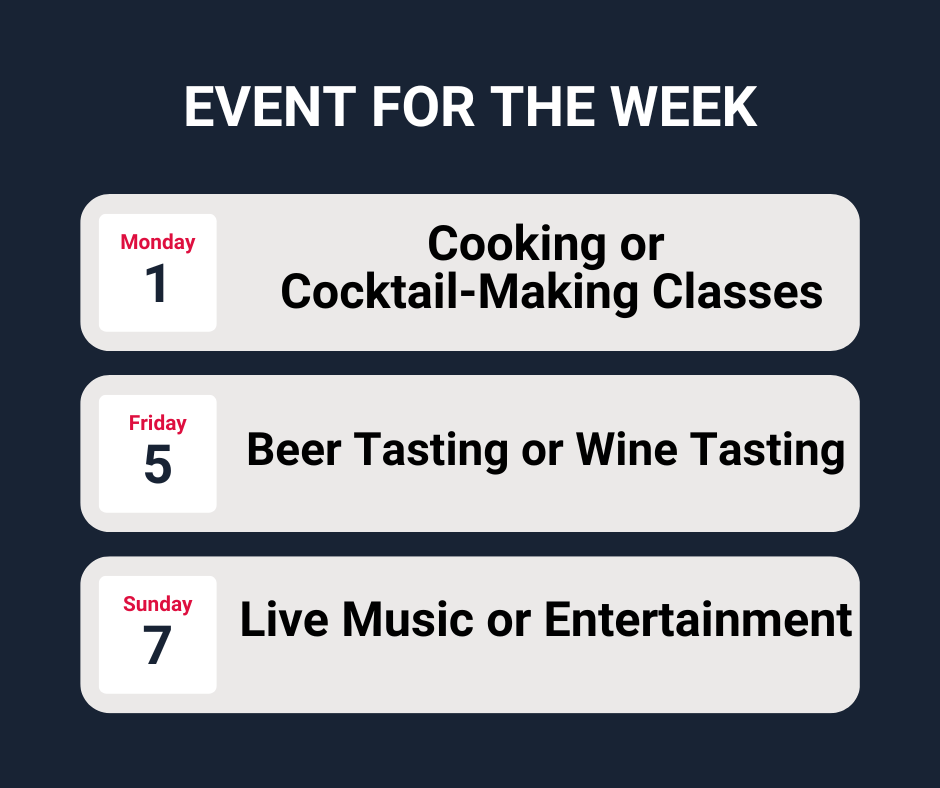 EVENT FOR THE WEEK
Monday
1
Cooking or
Cocktail-Making Classes
Friday
5
Beer Tasting or Wine Tasting
Sunday
7
Live Music or Entertainment